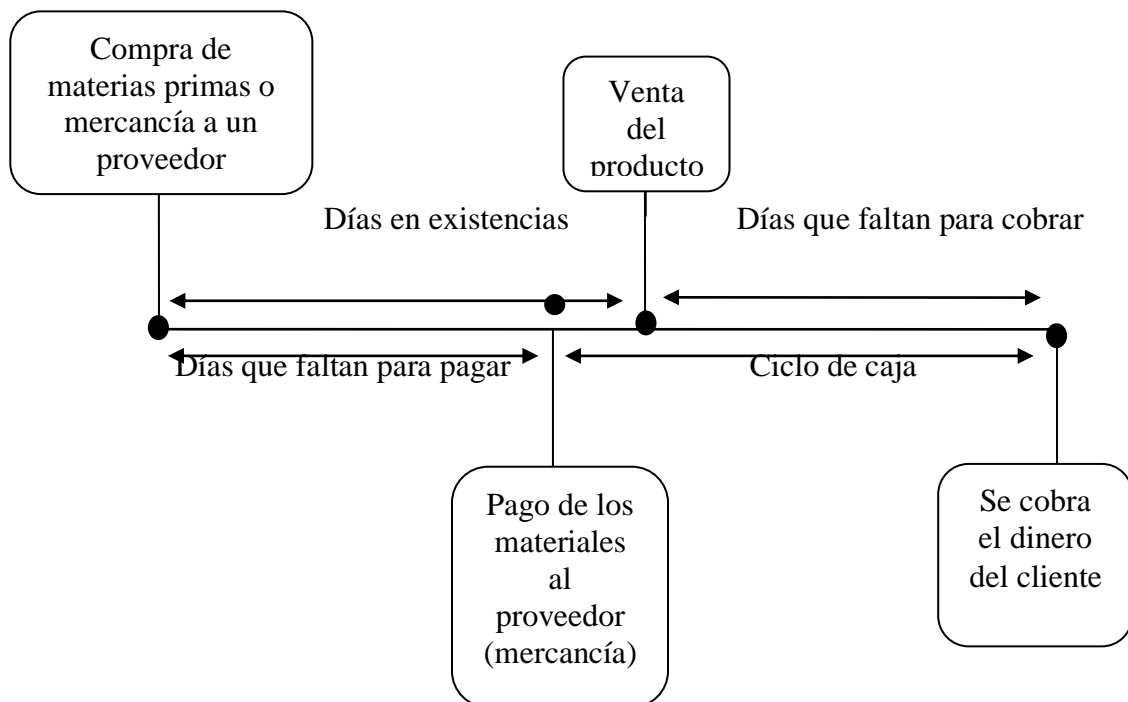 Compra de
materias primas o
mercancía a un
proveedor
Venta
del
producto
Días en existencias
Días que faltan para cobrar
Días que faltan para pagar
Ciclo de caja
Pago de los
materiales
al
proveedor
(mercancía)
Se cobra
el dinero
del cliente